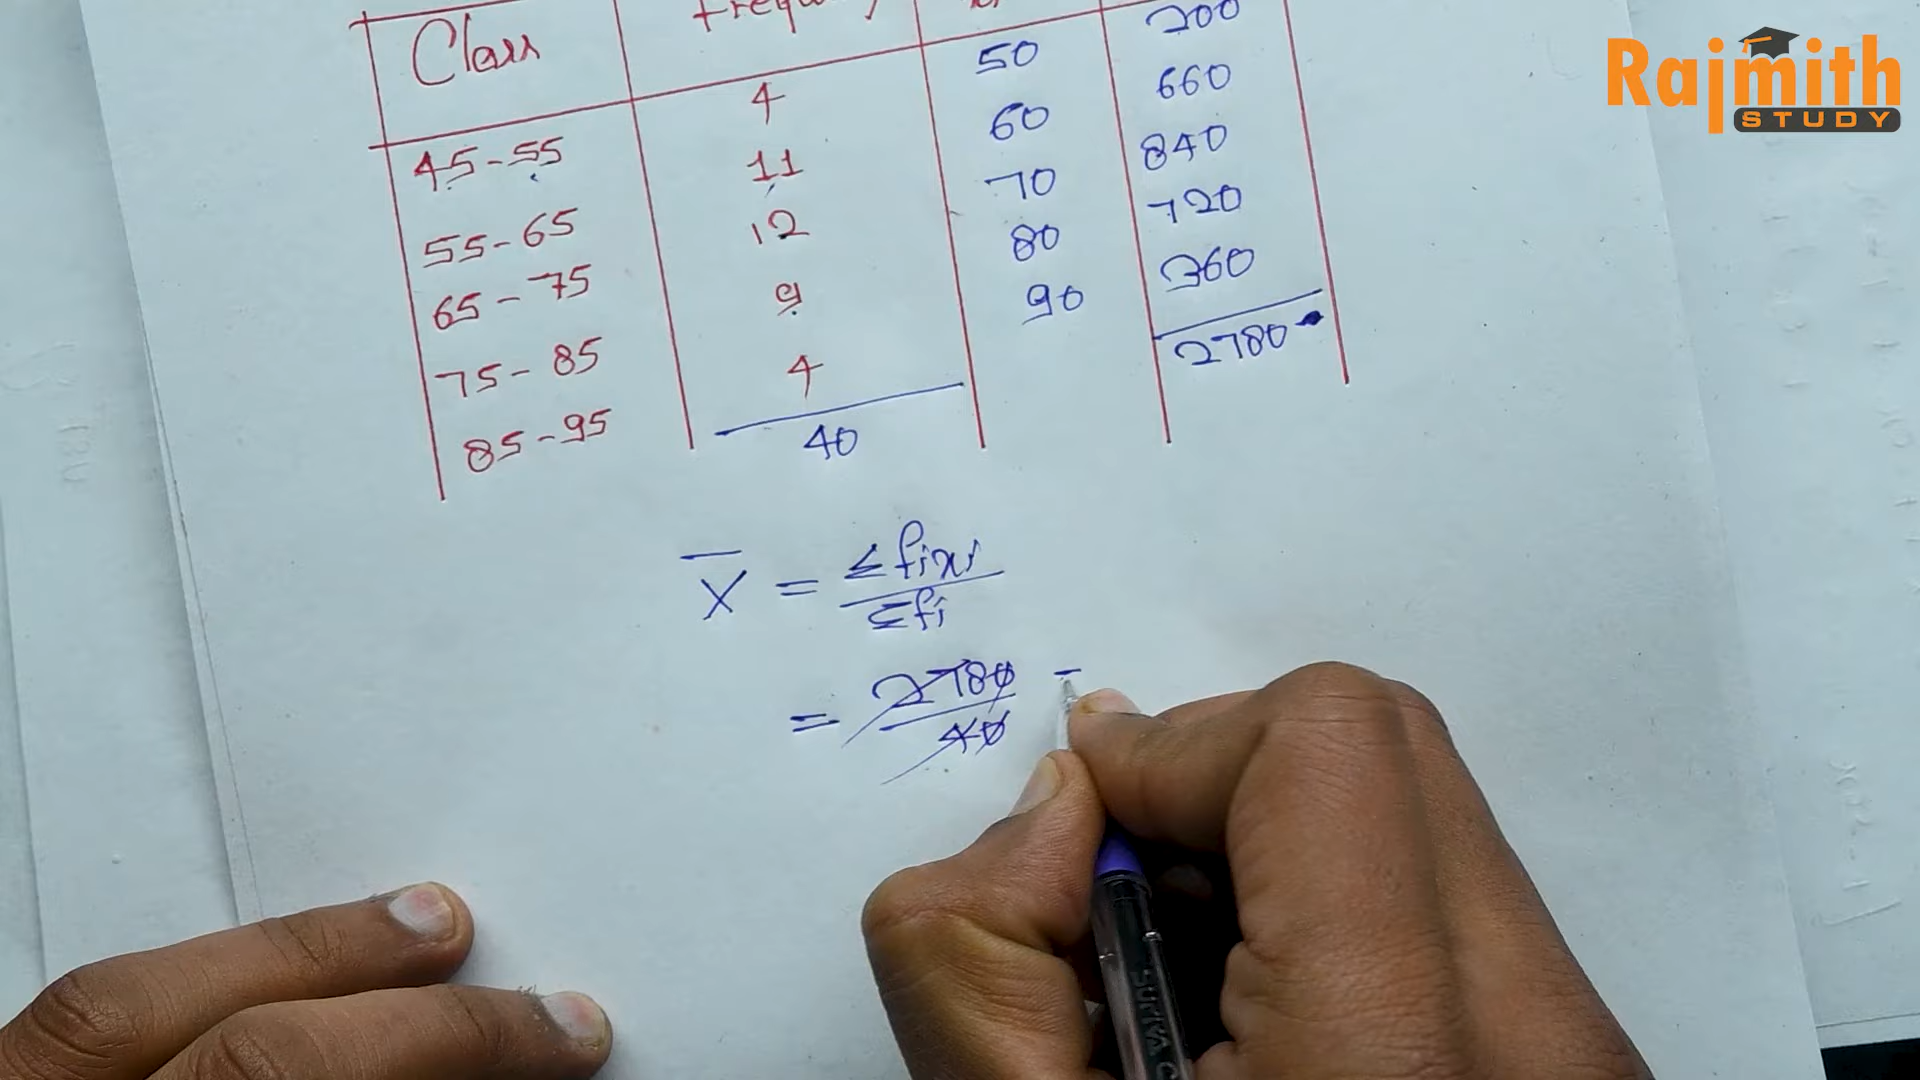 Rajmith
STUDY
Class
45-55 4 50 200
55-65 11 60 660
65-75 12 70 840
75-85 9 80 720
85-95 4 90 360
40 2780
X̄ = Σfixi / Σfi
= 2780 / 40